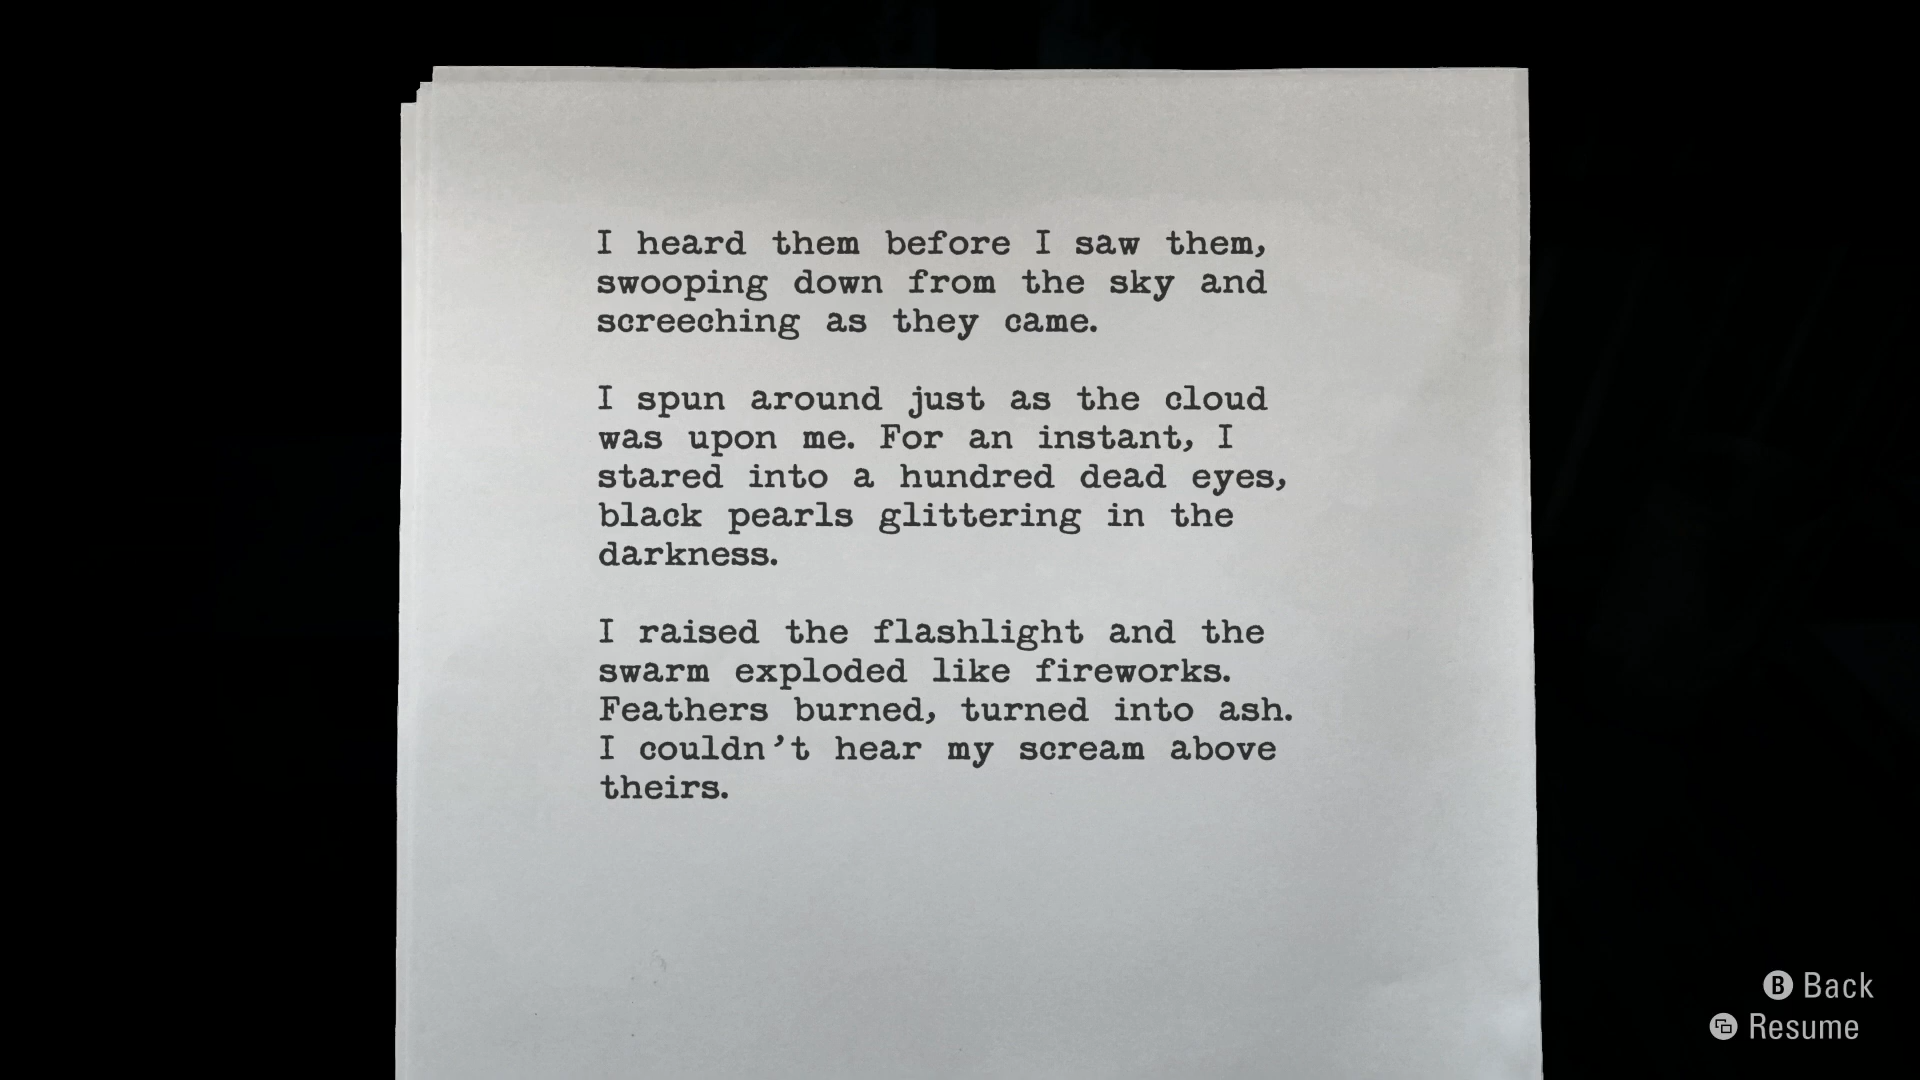 I heard them before I saw them,
swooping down from the sky and
screeching as they came.
I spun around just as the cloud
was upon me. For an instant, I
stared into a hundred dead eyes,
black pearls glittering in the
darkness.
I raised the flashlight and the
swarm exploded like fireworks.
Feathers burned, turned into ash.
I couldn’t hear my scream above
theirs.
B Back
Resume